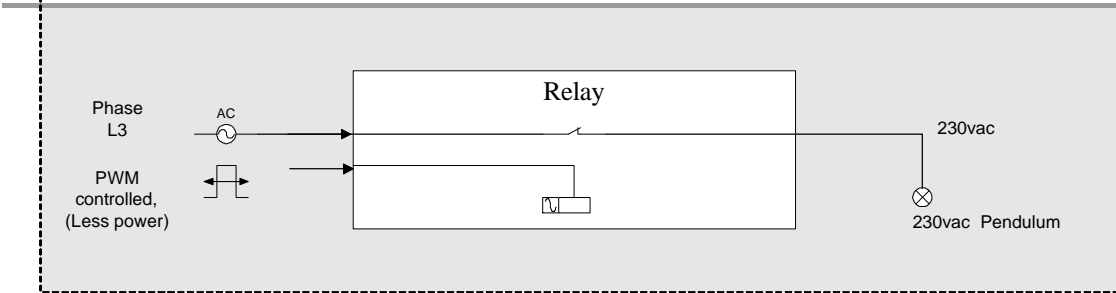 Relay
Phase
L3
AC
230vac
PWM
controlled,
(Less power)
230vac Pendulum